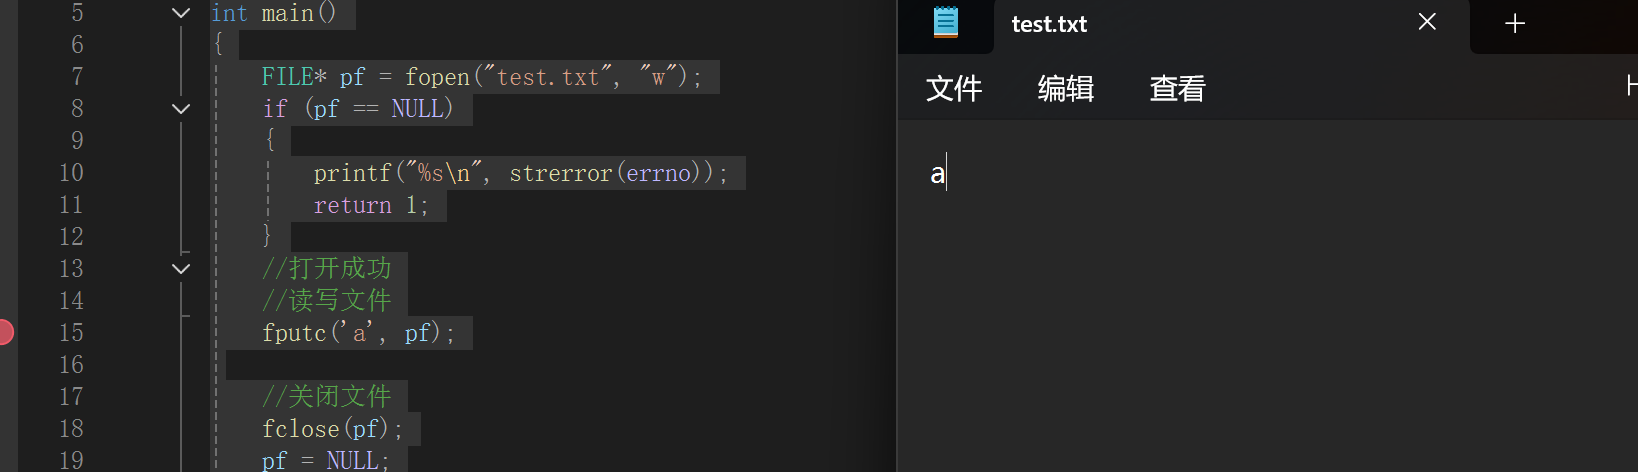 5 int main()
6 {
7 FILE* pf = fopen("test.txt", "w");
8 if (pf == NULL)
9 {
10 printf("%s\n", strerror(errno));
11 return 1;
12 }
13 //打开成功
14 //读写文件
15 fputc('a', pf);
16
17 //关闭文件
18 fclose(pf);
19 pf = NULL;
test.txt
文件 编辑 查看
a